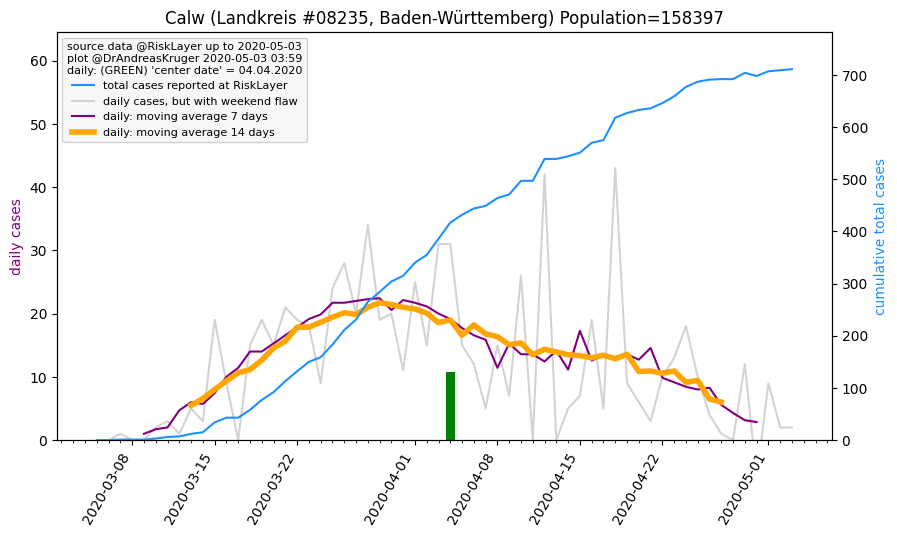 Calw (Landkreis #08235, Baden-Württemberg) Population=158397
source data @RiskLayer up to 2020-05-03
plot @DrAndreasKruger 2020-05-03 03:59
daily: (GREEN) 'center date' = 04.04.2020
total cases reported at RiskLayer
daily cases, but with weekend flaw
daily: moving average 7 days
daily: moving average 14 days
daily cases
60
50
40
30
20
10
0
700
600
500
400
300
200
100
0
cumulative total cases
2020-03-08
2020-03-15
2020-03-22
2020-04-01
2020-04-08
2020-04-15
2020-04-22
2020-05-01